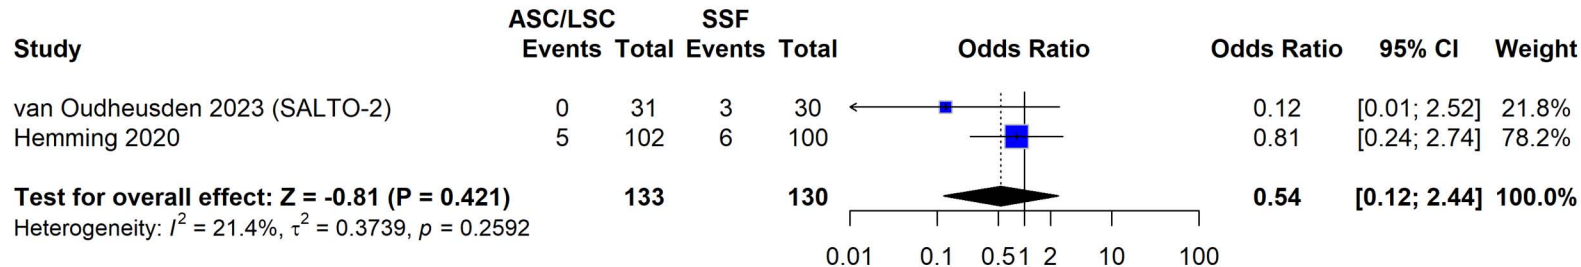 ASC/LSC SSF
Study Events Total Events Total Odds Ratio Odds Ratio 95% CI Weight
van Oudheusden 2023 (SALTO-2) 0 31 3 30 0.12 [0.01; 2.52] 21.8%
Hemming 2020 5 102 6 100 0.81 [0.24; 2.74] 78.2%
Test for overall effect: Z = -0.81 (P = 0.421) 133 130 0.54 [0.12; 2.44] 100.0%
Heterogeneity: I² = 21.4%, τ² = 0.3739, p = 0.2592
0.01 0.1 0.5 1 2 10 100